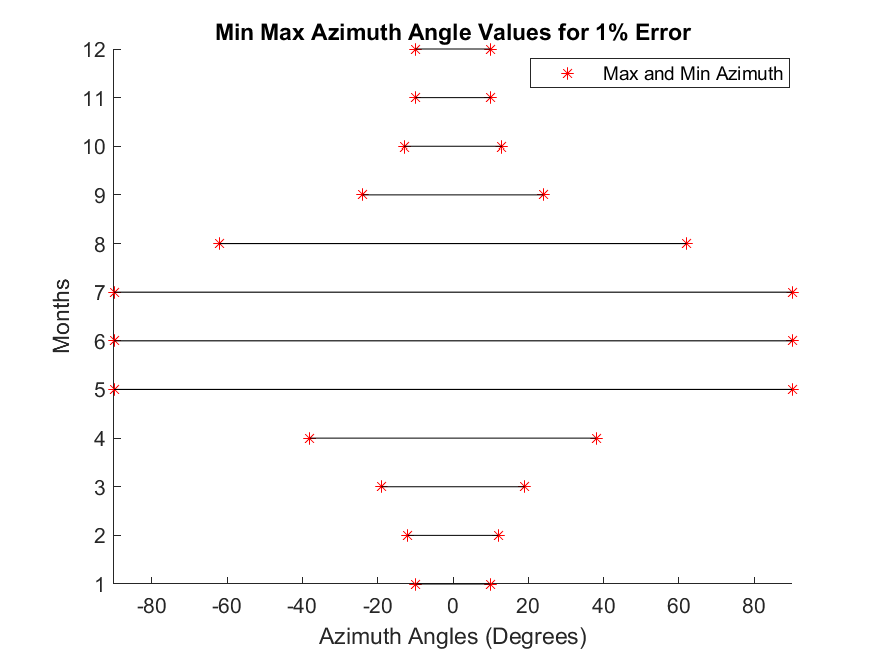 Min Max Azimuth Angle Values for 1% Error
Max and Min Azimuth
12
11
10
9
8
7
6
5
4
3
2
1
Months
-80 -60 -40 -20 0 20 40 60 80
Azimuth Angles (Degrees)